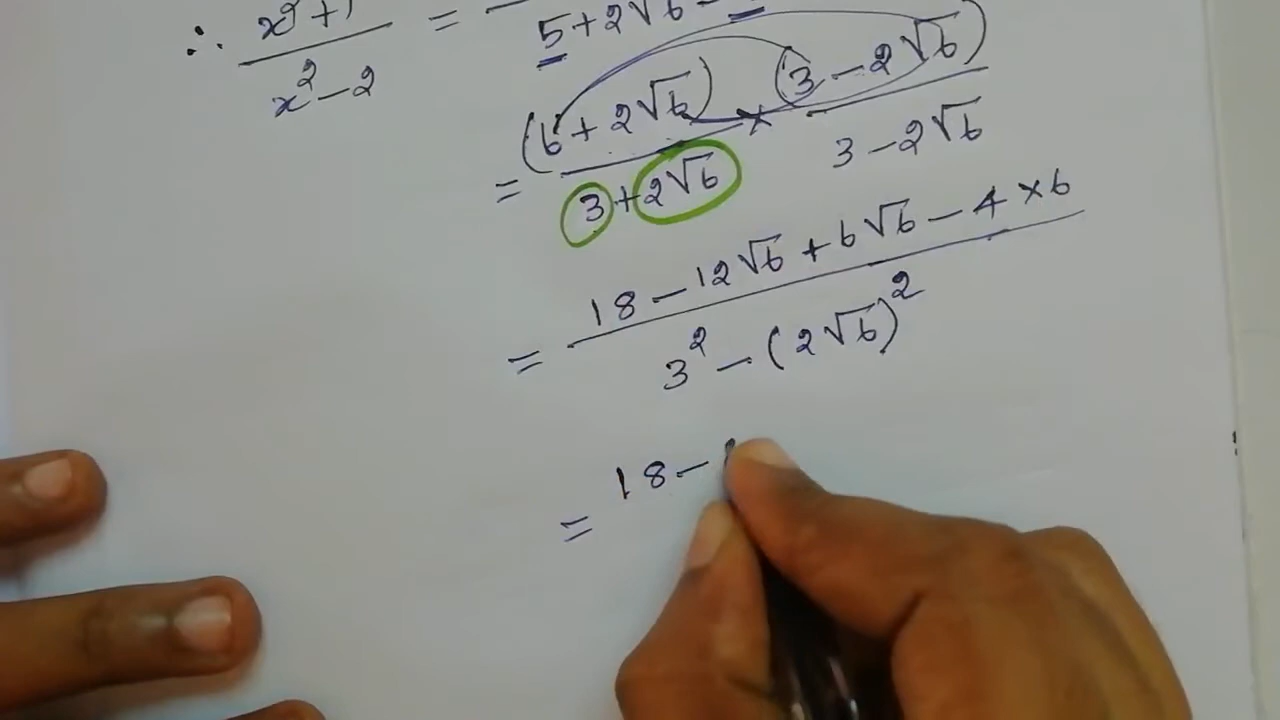 ∴ x² + 1 / x² − 2 = 5 + 2√6 −
= (6 + 2√6) / 3 + 2√6 × (3 − 2√6) / 3 − 2√6
= 18 − 12√6 + 6√6 − 4 × 6 / 3² − (2√6)²
= 18 −